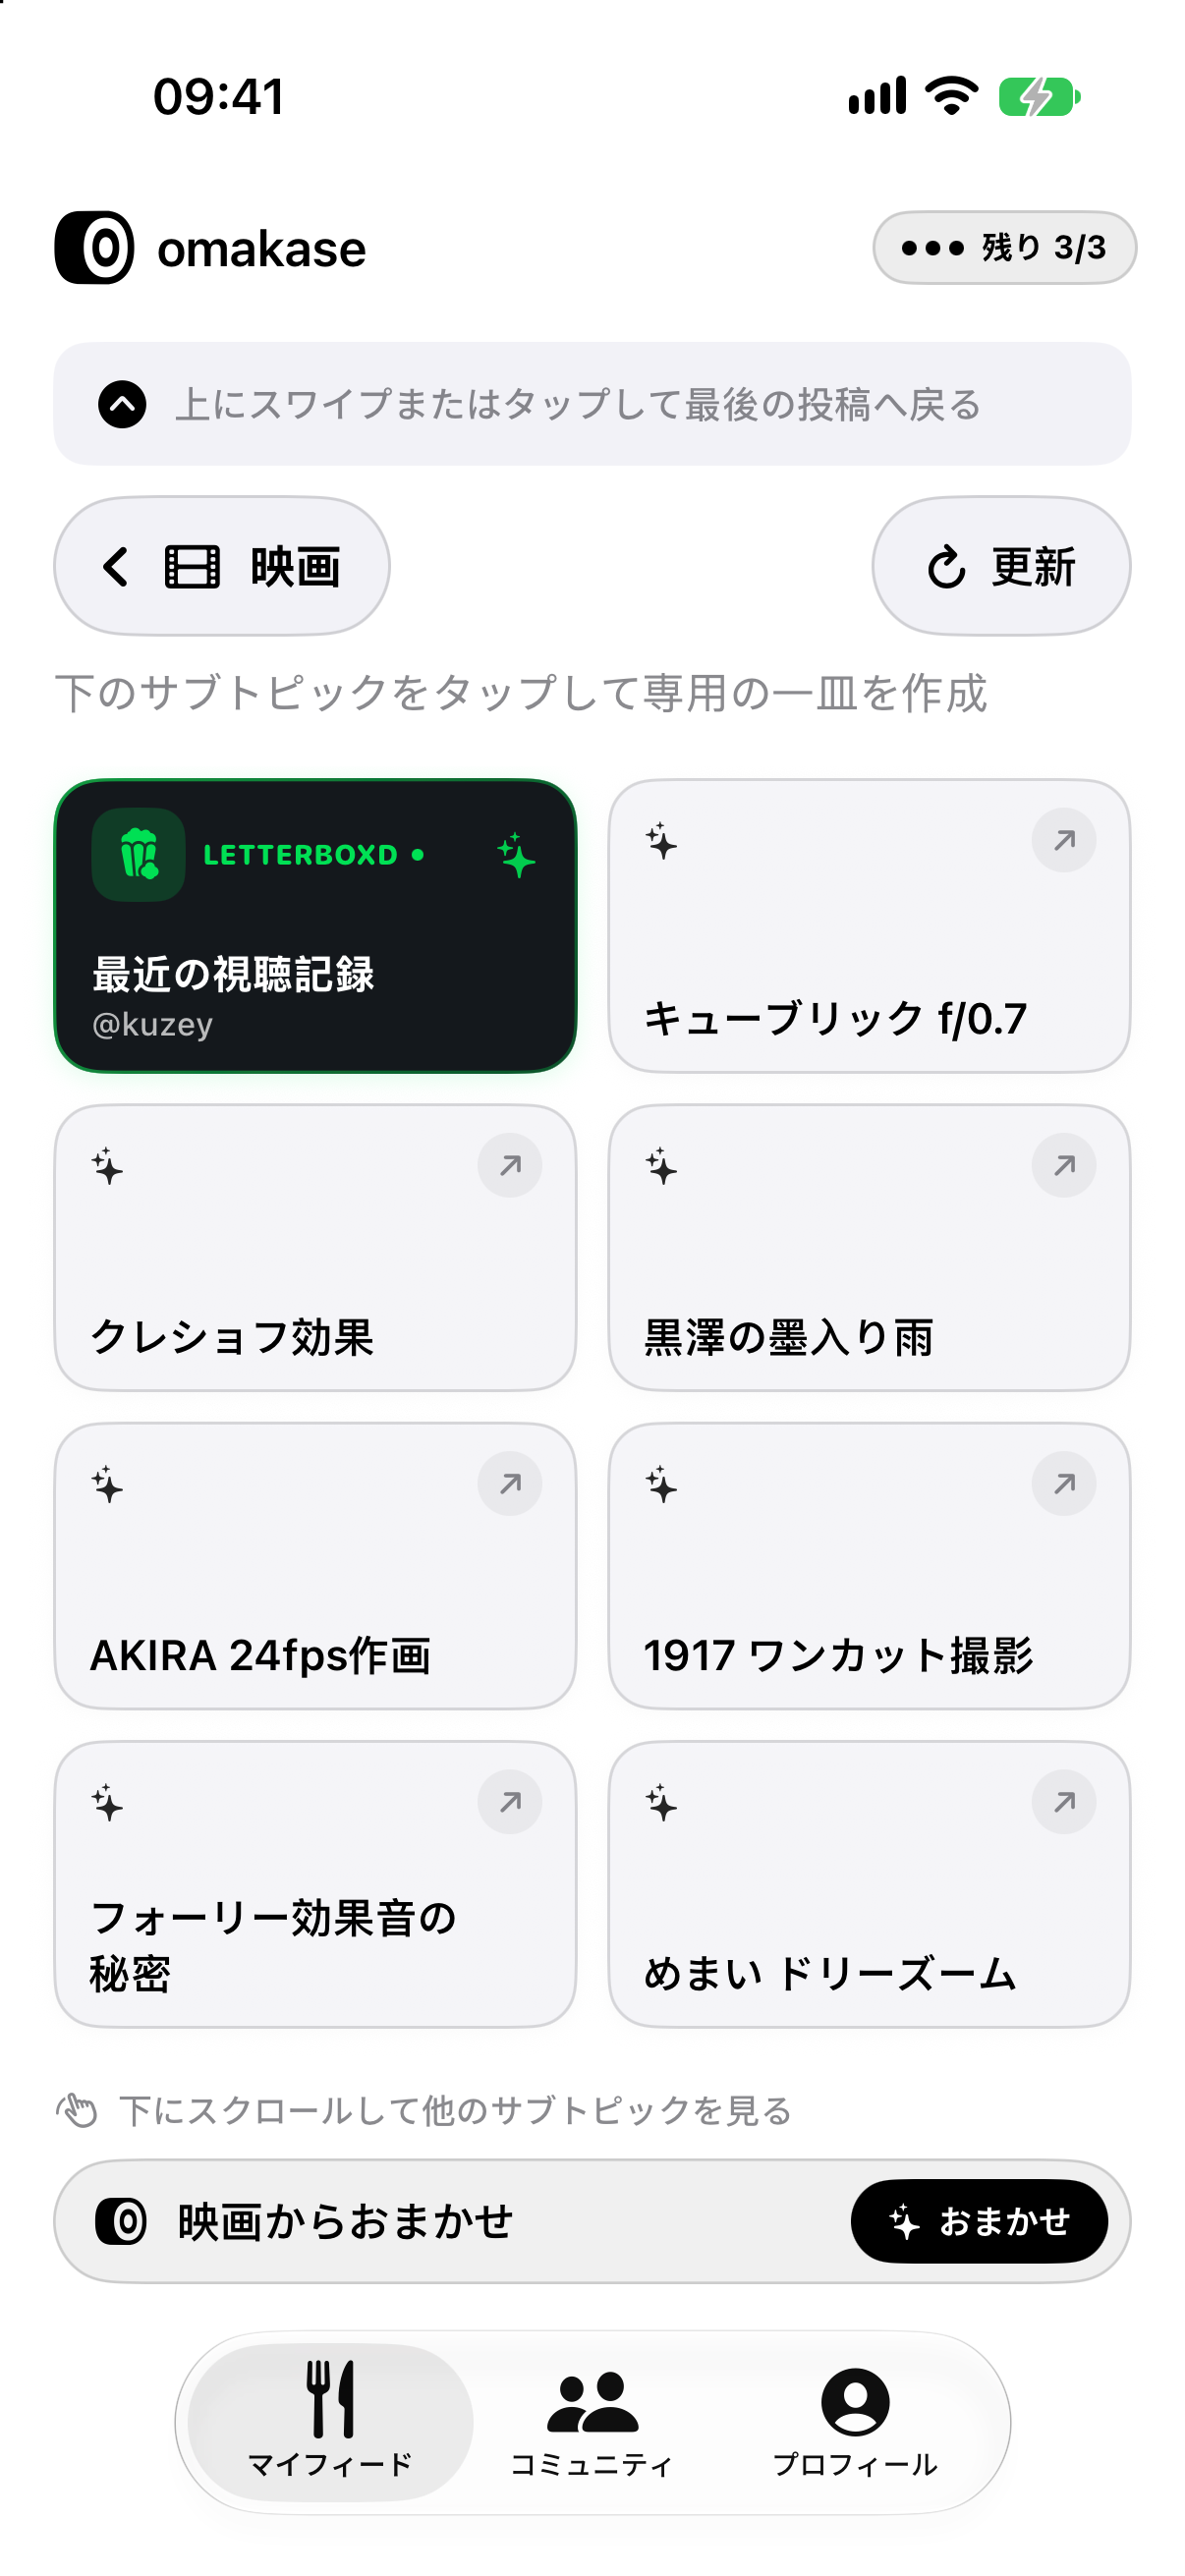 09:41
omakase
残り 3/3
上にスワイプまたはタップして最後の投稿へ戻る
映画
更新
下のサブトピックをタップして専用の一皿を作成
LETTERBOXD
最近の視聴記録
@kuzey
キューブリック f/0.7
クレショフ効果
黒澤の墨入り雨
AKIRA 24fps作画
1917 ワンカット撮影
フォーリー効果音の
秘密
めまい ドリーズーム
下にスクロールして他のサブトピックを見る
映画からおまかせ
おまかせ
マイフィード
コミュニティ
プロフィール